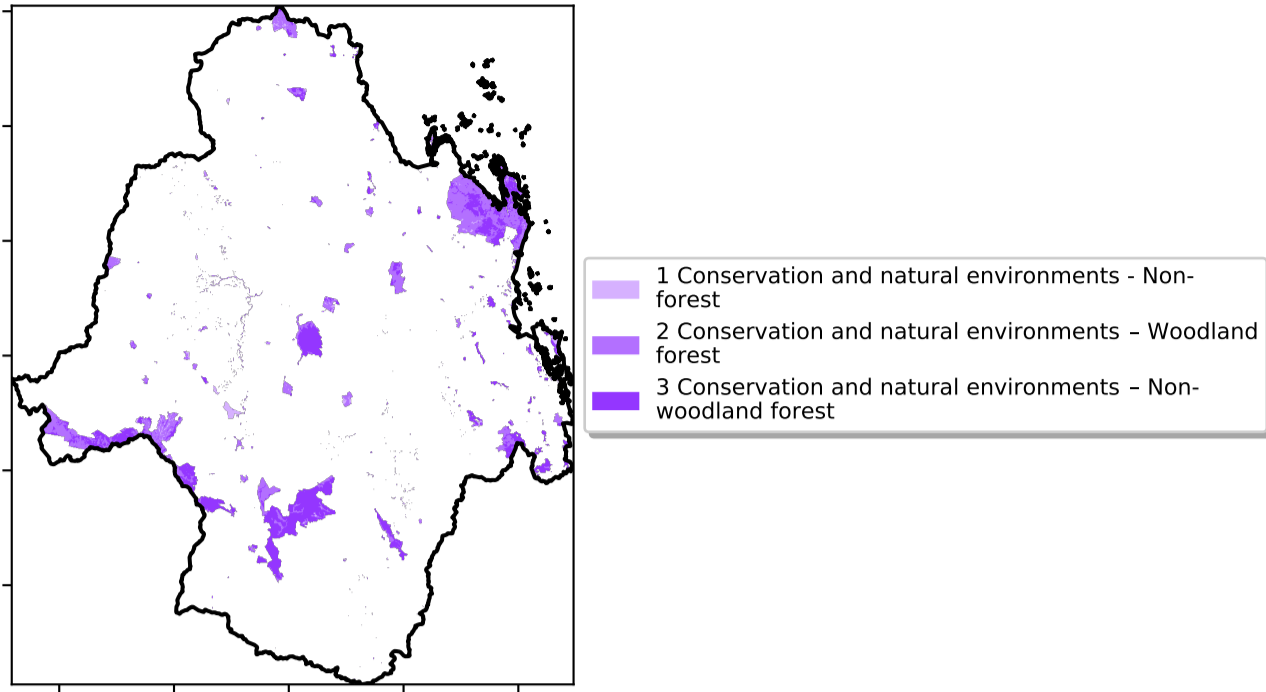 1 Conservation and natural environments - Non-
forest
2 Conservation and natural environments – Woodland
forest
3 Conservation and natural environments – Non-
woodland forest